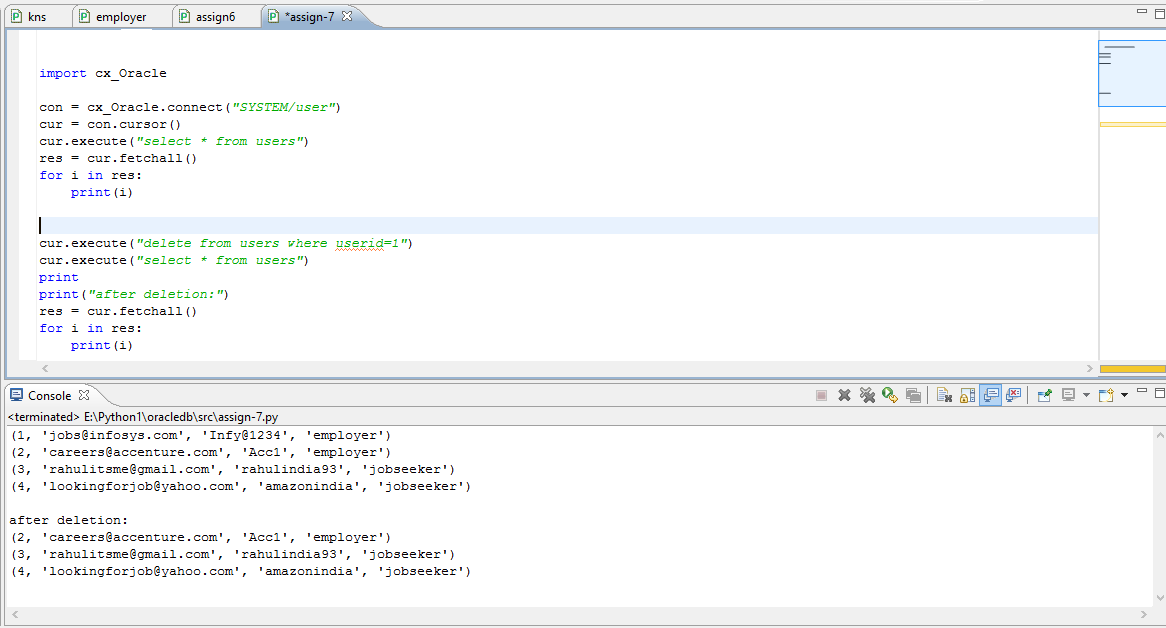 kns employer assign6 *assign-7
import cx_Oracle
con = cx_Oracle.connect("SYSTEM/user")
cur = con.cursor()
cur.execute("select * from users")
res = cur.fetchall()
for i in res:
    print(i)
cur.execute("delete from users where userid=1")
cur.execute("select * from users")
print
print("after deletion:")
res = cur.fetchall()
for i in res:
    print(i)
Console
<terminated> E:\Python1\oracledb\src\assign-7.py
(1, 'jobs@infosys.com', 'Infy@1234', 'employer')
(2, 'careers@accenture.com', 'Acc1', 'employer')
(3, 'rahulitsme@gmail.com', 'rahulindia93', 'jobseeker')
(4, 'lookingforjob@yahoo.com', 'amazonindia', 'jobseeker')
after deletion:
(2, 'careers@accenture.com', 'Acc1', 'employer')
(3, 'rahulitsme@gmail.com', 'rahulindia93', 'jobseeker')
(4, 'lookingforjob@yahoo.com', 'amazonindia', 'jobseeker')